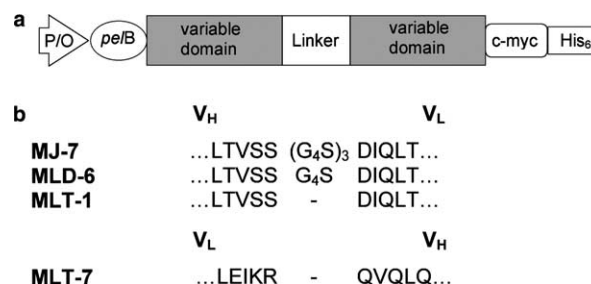 a
P/O pelB variable domain Linker variable domain c-myc His6
b
VH VL
MJ-7 ...LTVSS (G4S)3 DIQLT...
MLD-6 ...LTVSS G4S DIQLT...
MLT-1 ...LTVSS - DIQLT...
VL VH
MLT-7 ...LEIKR - QVQLQ...